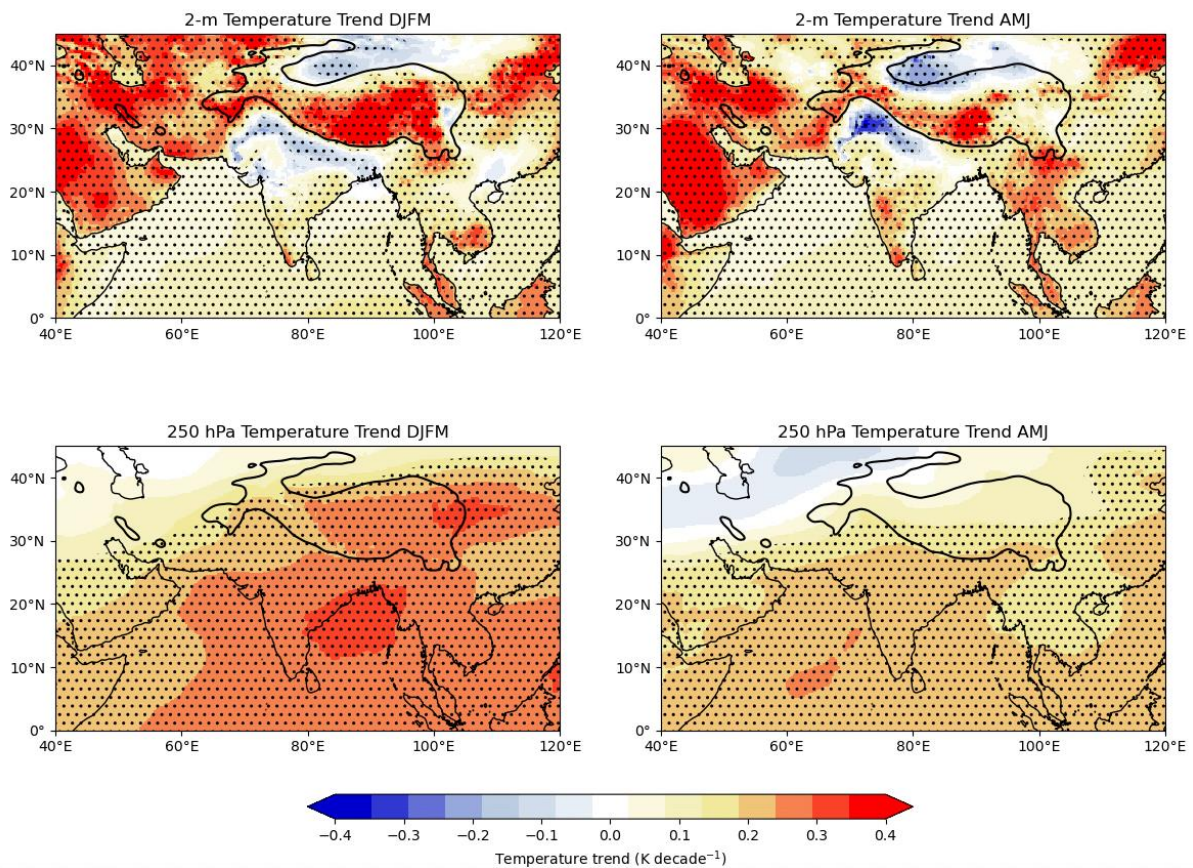 2-m Temperature Trend DJFM
2-m Temperature Trend AMJ
40°N
30°N
20°N
10°N
0°
40°E
60°E
80°E
100°E
120°E
40°N
30°N
20°N
10°N
0°
40°E
60°E
80°E
100°E
120°E
250 hPa Temperature Trend DJFM
250 hPa Temperature Trend AMJ
40°N
30°N
20°N
10°N
0°
40°E
60°E
80°E
100°E
120°E
40°N
30°N
20°N
10°N
0°
40°E
60°E
80°E
100°E
120°E
−0.4 −0.3 −0.2 −0.1 0.0 0.1 0.2 0.3 0.4
Temperature trend (K decade⁻¹)